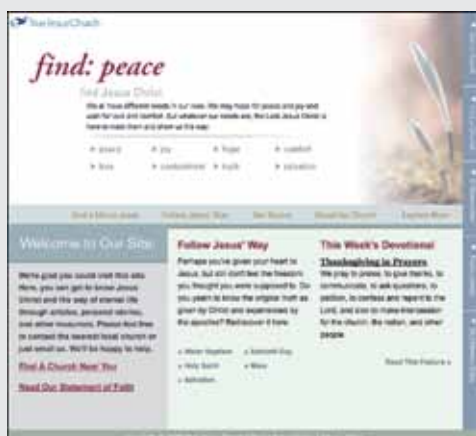 True Jesus Church
find: peace
find Jesus Christ
We all have different needs in our lives. We may hope for peace and joy and
wish for love and comfort. But whatever our needs are, the Lord Jesus Christ is
here to meet them and show us the way.
peace joy hope comfort
love contentment truth salvation
Follow Jesus' Way About the Church
Welcome to Our Site
We're glad you could visit this site.
Here, you can get to know Jesus
Christ and His way of eternal life
through articles, personal stories,
and other resources. Please feel free
to contact the nearest local church or
just email us. We'll be happy to help.
Find A Church Near You
Read Our Statement of Faith
Follow Jesus' Way
Perhaps you've given your heart to
Jesus, but still don't feel the freedom
you thought you were supposed to. Do
you yearn to know the original truth as
given by Christ and experienced by
the apostles? Rediscover it here.
» Water Baptism » Sabbath Day
» Holy Spirit » More
» Salvation
This Week's Devotional
Thanksgiving in Prayers
We pray to praise, to give thanks, to
communicate, to ask questions, to
petition, to confess and repent to the
Lord, and also to make intercession
for the church, the nation, and other
people.
Read This Feature »